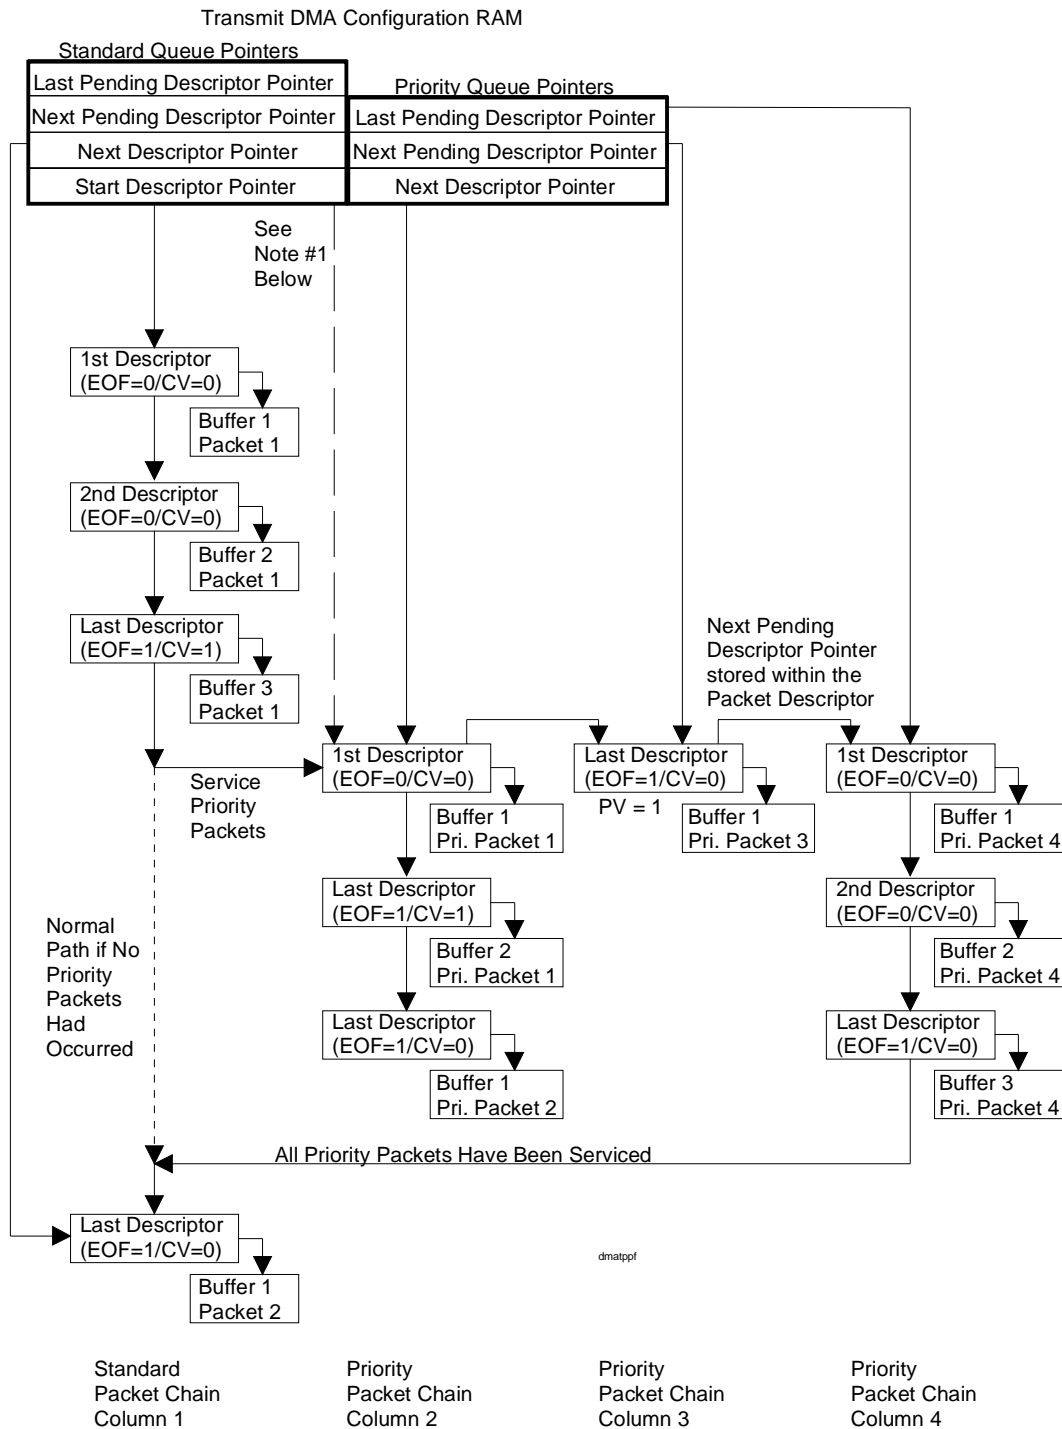 Transmit DMA Configuration RAM
Standard Queue Pointers
Last Pending Descriptor Pointer
Next Pending Descriptor Pointer
Next Descriptor Pointer
Start Descriptor Pointer
Priority Queue Pointers
Last Pending Descriptor Pointer
Next Pending Descriptor Pointer
Next Descriptor Pointer
See
Note #1
Below
1st Descriptor
(EOF=0/CV=0)
Buffer 1
Packet 1
2nd Descriptor
(EOF=0/CV=0)
Buffer 2
Packet 1
Last Descriptor
(EOF=1/CV=1)
Buffer 3
Packet 1
Next Pending
Descriptor Pointer
stored within the
Packet Descriptor
Service
Priority
Packets
1st Descriptor
(EOF=0/CV=0)
Buffer 1
Pri. Packet 1
Last Descriptor
(EOF=1/CV=0)
PV = 1
Buffer 1
Pri. Packet 3
1st Descriptor
(EOF=0/CV=0)
Buffer 1
Pri. Packet 4
Last Descriptor
(EOF=1/CV=1)
Buffer 2
Pri. Packet 1
2nd Descriptor
(EOF=0/CV=0)
Buffer 2
Pri. Packet 4
Normal
Path if No
Priority
Packets
Had
Occurred
Last Descriptor
(EOF=1/CV=0)
Buffer 1
Pri. Packet 2
Last Descriptor
(EOF=1/CV=0)
Buffer 3
Pri. Packet 4
All Priority Packets Have Been Serviced
Last Descriptor
(EOF=1/CV=0)
Buffer 1
Packet 2
dmatppf
Standard
Packet Chain
Column 1
Priority
Packet Chain
Column 2
Priority
Packet Chain
Column 3
Priority
Packet Chain
Column 4